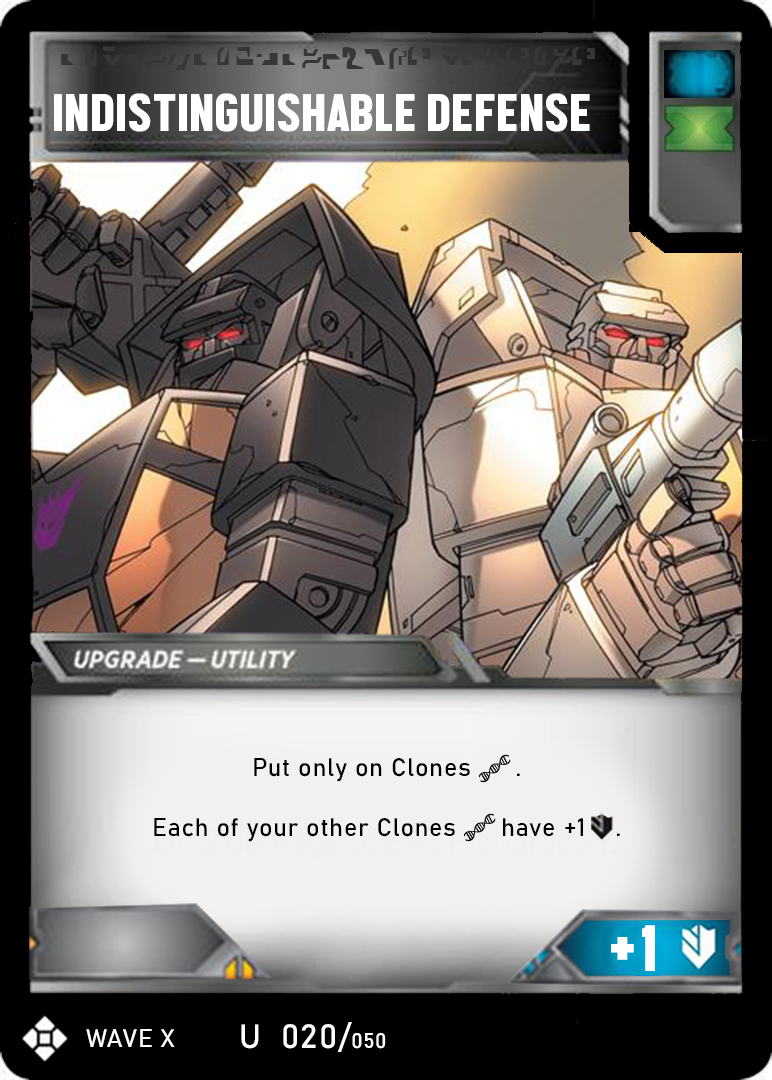 INDISTINGUISHABLE DEFENSE
UPGRADE — UTILITY
Put only on Clones .
Each of your other Clones have +1 .
+1
WAVE X U 020/050